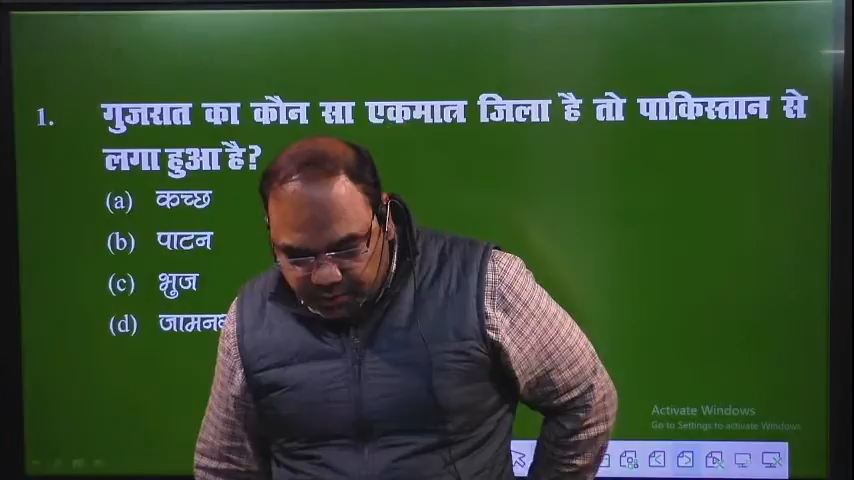 1. गुजरात का कौन सा एकमात्र जिला है तो पाकिस्तान से
लगा हुआ है?
(a) कच्छ
(b) पाटन
(c) भुज
(d)
Activate Windows
Go to Settings to activate Windows.